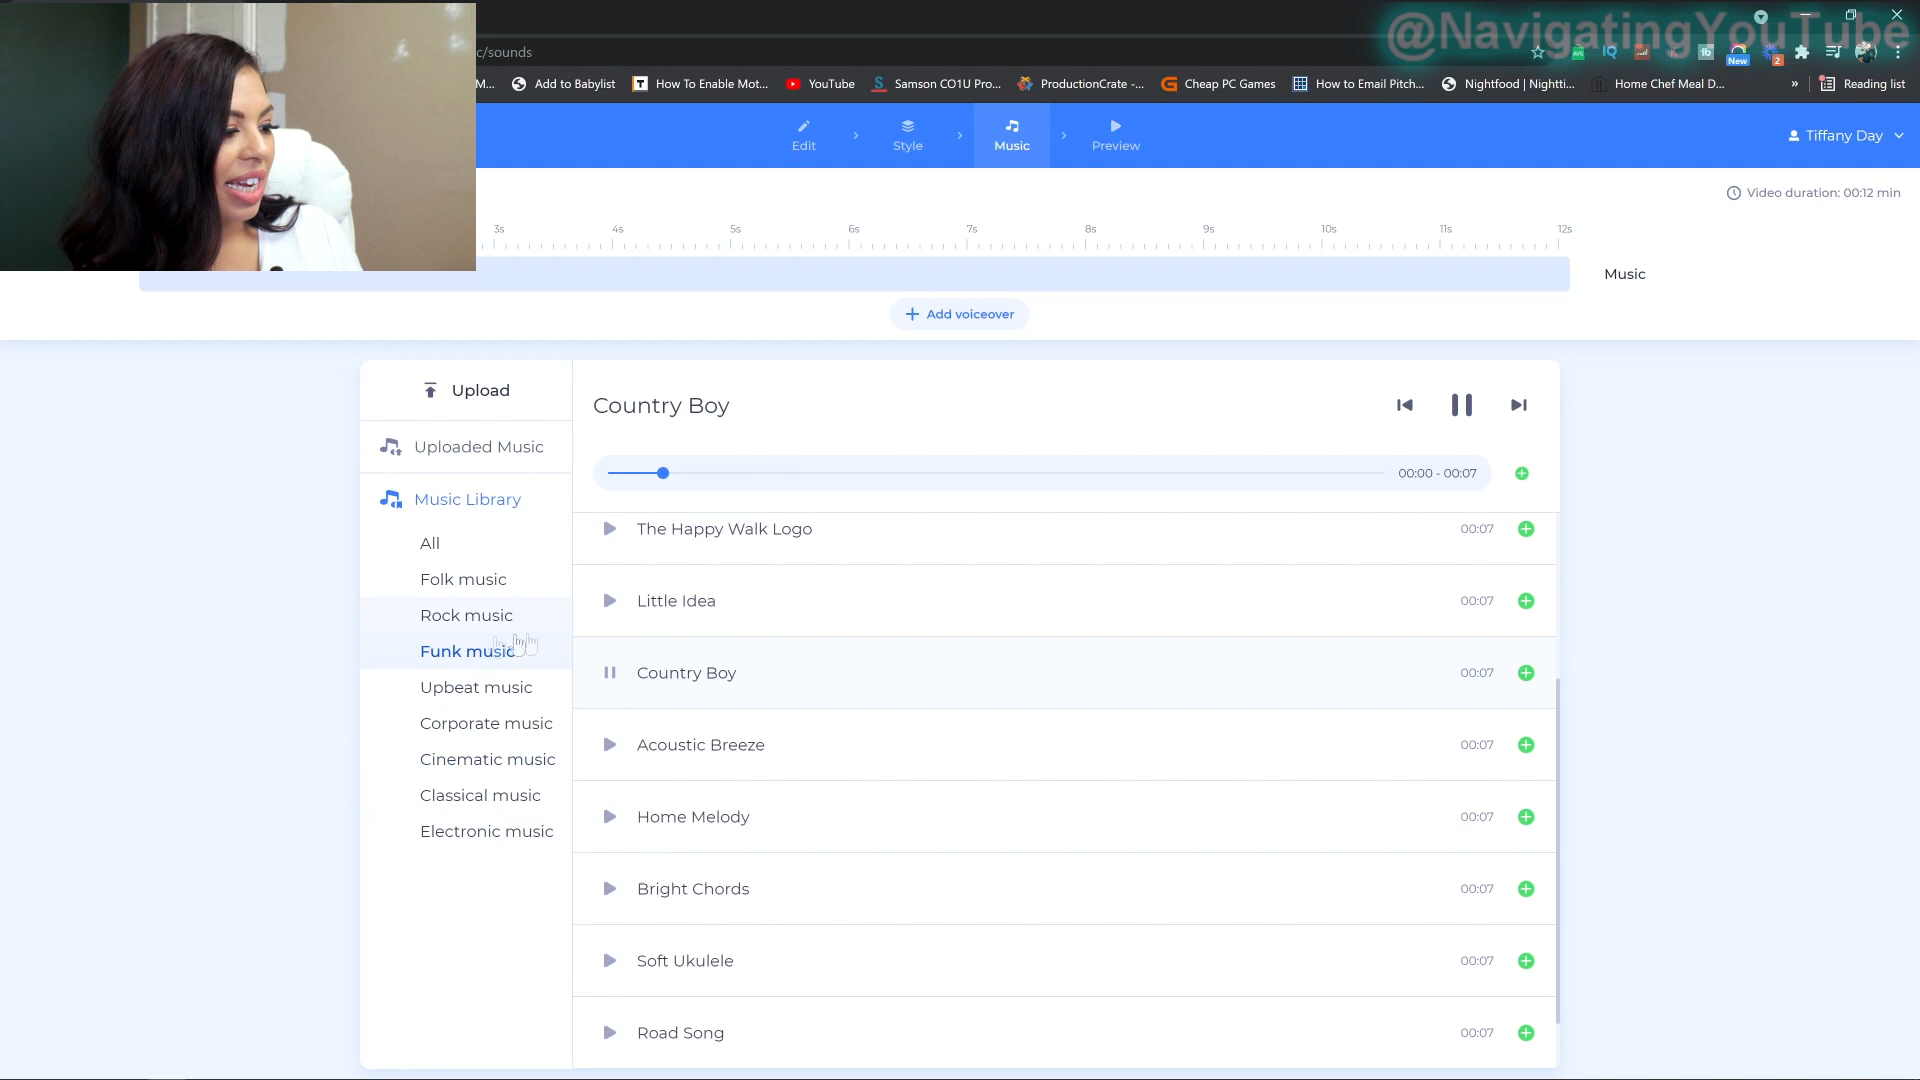 @NavigatingYouTube
c/sounds
New
2
M...
Add to Babylist
How To Enable Mot...
YouTube
Samson CO1U Pro...
ProductionCrate -...
Cheap PC Games
How to Email Pitch...
Nightfood | Nightti...
Home Chef Meal D...
»
Reading list
Edit
Style
Music
Preview
Tiffany Day
Video duration: 00:12 min
3s 4s 5s 6s 7s 8s 9s 10s 11s 12s
Music
Add voiceover
Upload
Uploaded Music
Music Library
All
Folk music
Rock music
Funk music
Upbeat music
Corporate music
Cinematic music
Classical music
Electronic music
Country Boy
00:00 - 00:07
The Happy Walk Logo 00:07
Little Idea 00:07
Country Boy 00:07
Acoustic Breeze 00:07
Home Melody 00:07
Bright Chords 00:07
Soft Ukulele 00:07
Road Song 00:07